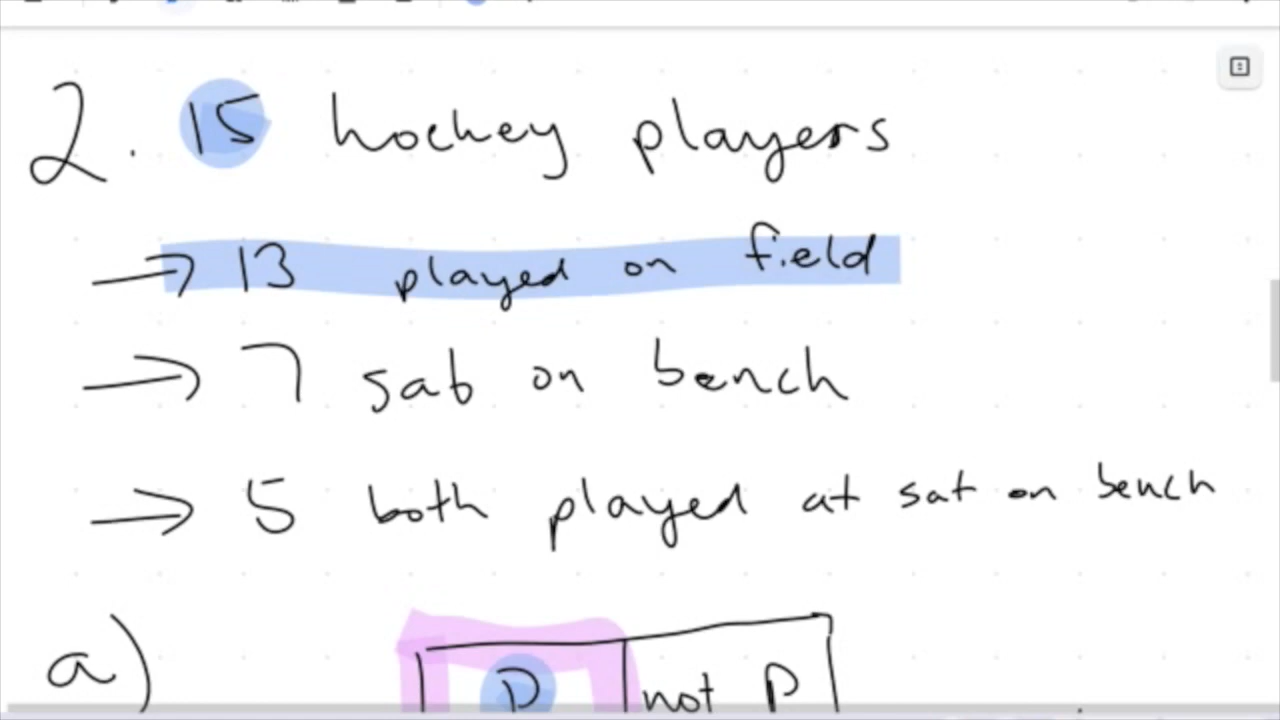 2. 15 hockey players
→ 13 played on field
→ 7 sab on bench
→ 5 both played at sat on bench
a)
P not P